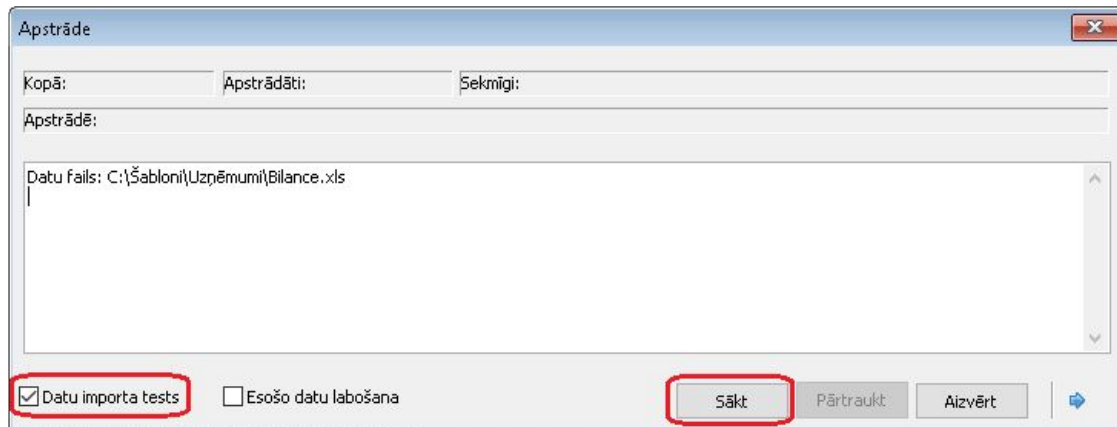 Apstrāde
Kopā: Apstrādāti: Sekmīgi:
Apstrādē:
Datu fails: C:\Šabloni\Uzņēmumi\Bilance.xls
Datu importa tests Esošo datu labošana Sākt Pārtraukt Aizvērt